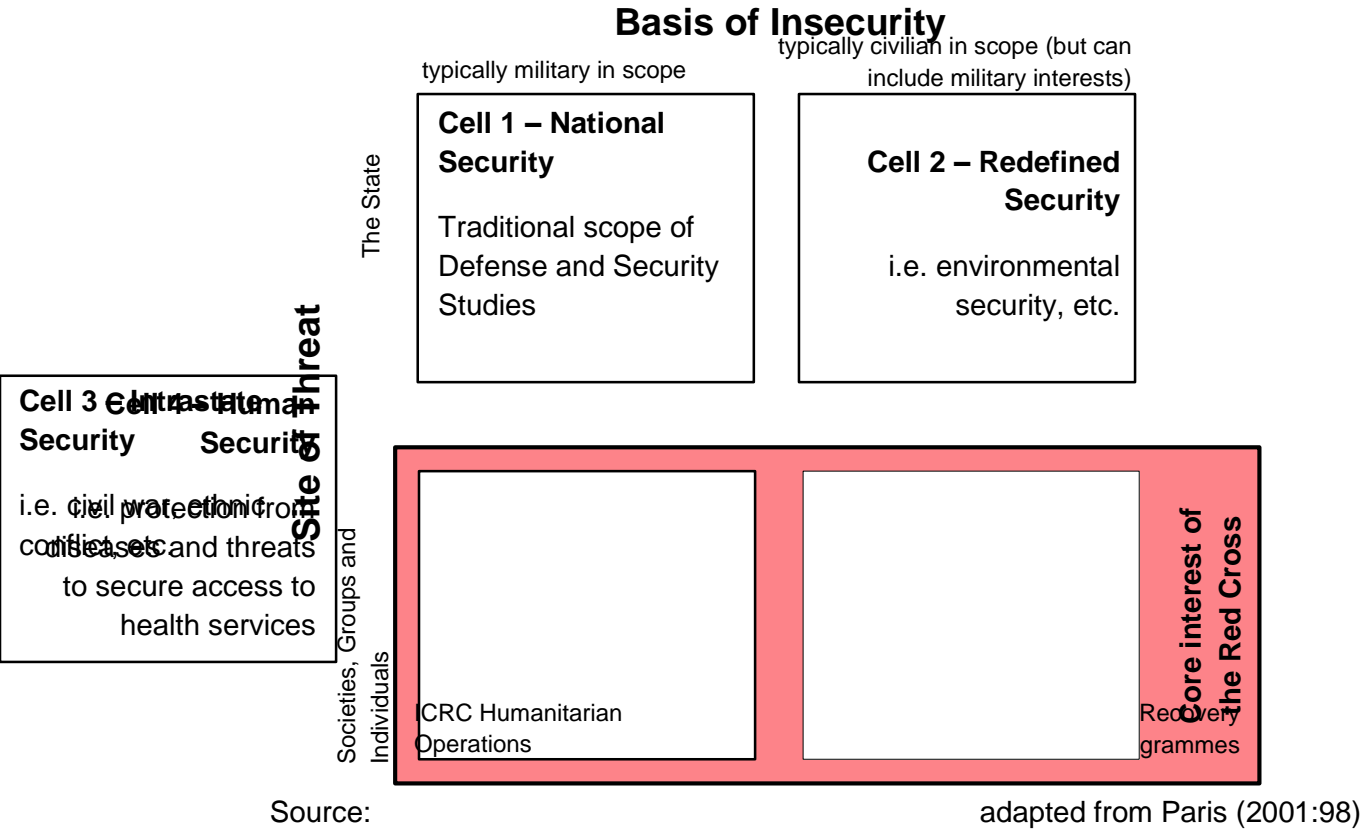 Basis of Insecurity
typically military in scope
typically civilian in scope (but can
include military interests)
The State
Cell 1 – National
Security
Traditional scope of
Defense and Security
Studies
Cell 2 – Redefined
Security
i.e. environmental
security, etc.
Site of Threat
Cell 3 – Intrastate
Security
i.e. civil war, ethnic
conflict, etc.
Cell 4 – Human
Security
i.e. protection from
diseases and threats
to secure access to
health services
Societies, Groups and
Individuals
ICRC Humanitarian
Operations
Core interest of
the Red Cross
Recovery
grammes
Source:
adapted from Paris (2001:98)